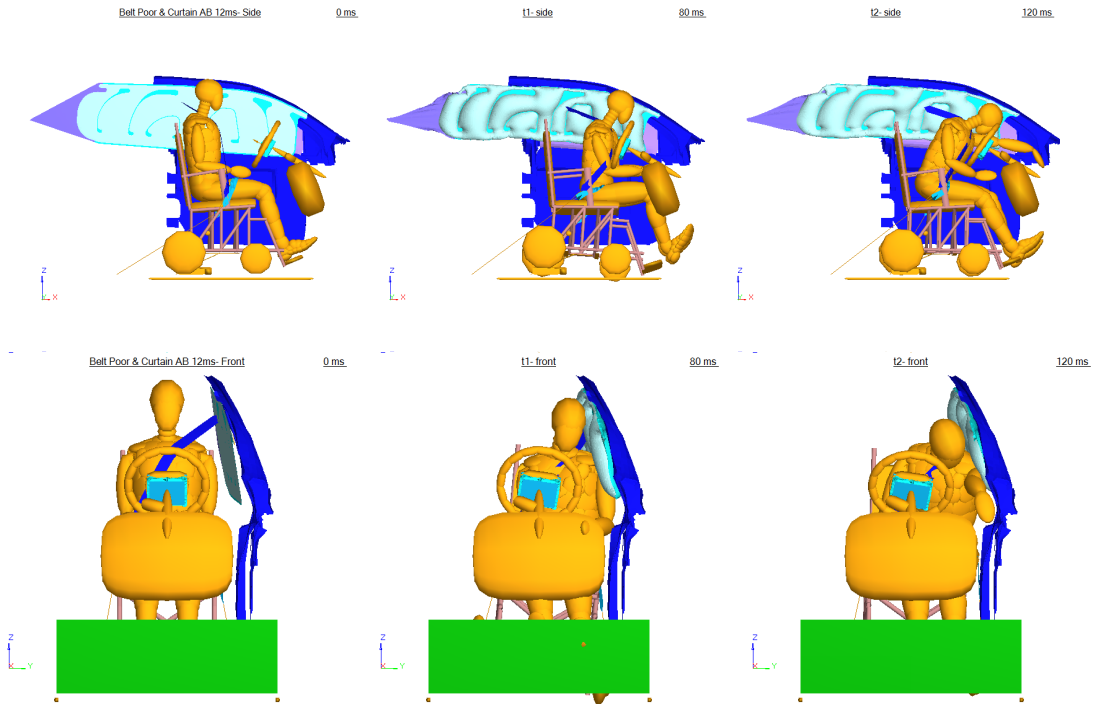 Belt Poor & Curtain AB 12ms- Side 0 ms
t1- side 80 ms
t2- side 120 ms
Z
X
Z
X
Z
X
Belt Poor & Curtain AB 12ms- Front 0 ms
t1- front 80 ms
t2- front 120 ms
Z
X Y
Z
X Y
Z
X Y